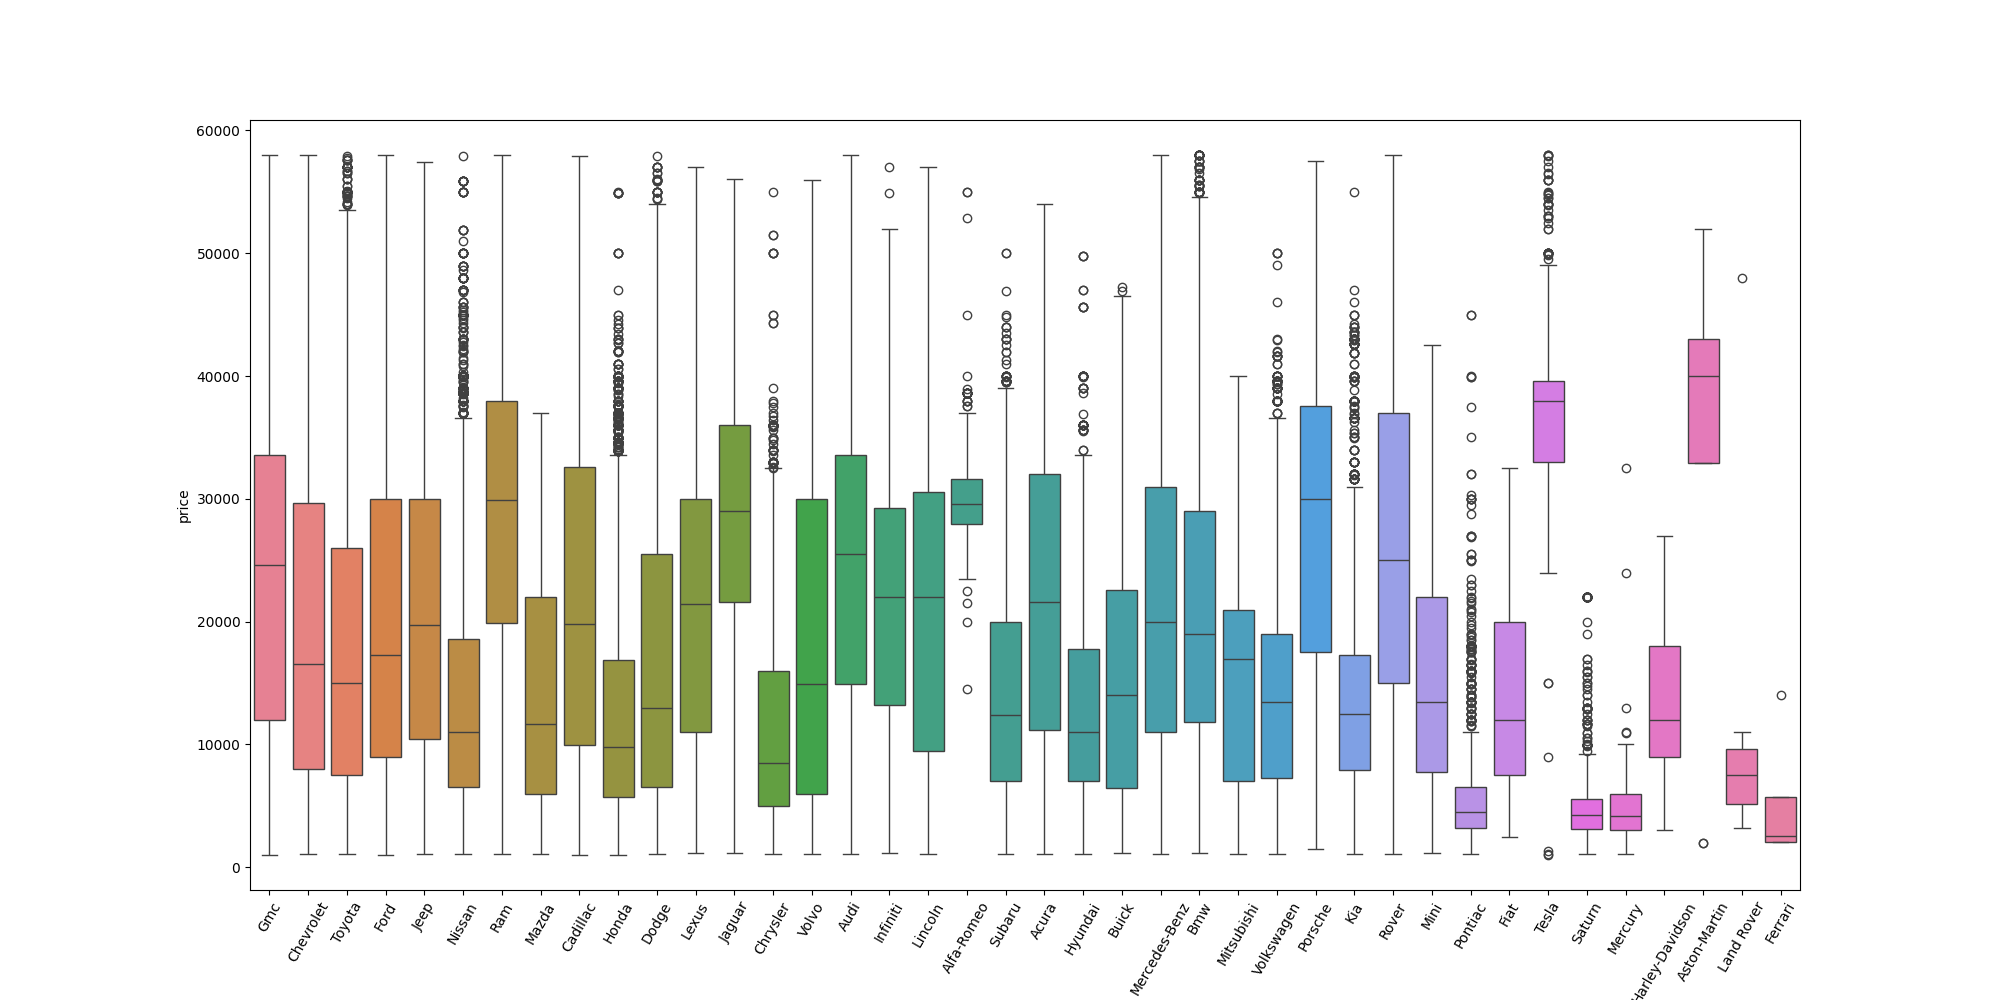 60000
50000
40000
30000
20000
10000
0
price
Gmc
Chevrolet
Toyota
Ford
Jeep
Nissan
Ram
Mazda
Cadillac
Honda
Dodge
Lexus
Jaguar
Chrysler
Volvo
Audi
Infiniti
Lincoln
Alfa-Romeo
Subaru
Acura
Hyundai
Buick
Mercedes-Benz
Bmw
Mitsubishi
Volkswagen
Porsche
Kia
Rover
Mini
Pontiac
Fiat
Tesla
Saturn
Mercury
Harley-Davidson
Aston-Martin
Land Rover
Ferrari